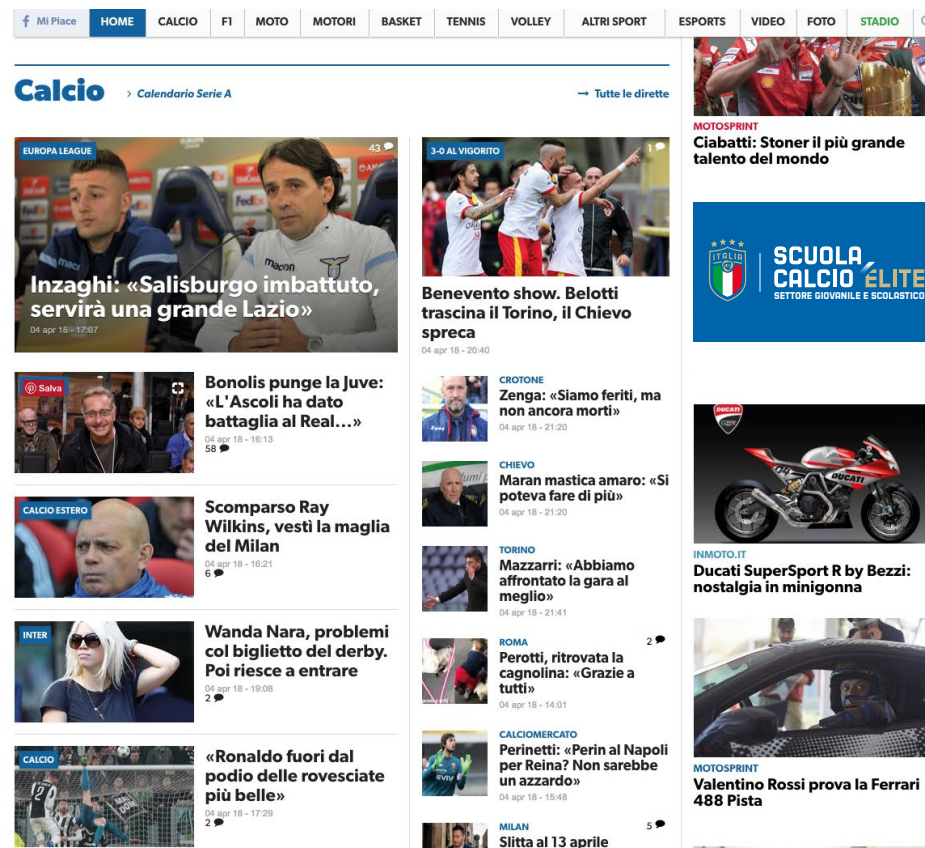 Mi Piace
HOME
CALCIO
F1
MOTO
MOTORI
BASKET
TENNIS
VOLLEY
ALTRI SPORT
ESPORTS
VIDEO
FOTO
STADIO
Calcio
› Calendario Serie A
→ Tutte le dirette
EUROPA LEAGUE
43
Inzaghi: «Salisburgo imbattuto,
servirà una grande Lazio»
04 apr 18 - 17:07
Salva
Bonolis punge la Juve:
«L'Ascoli ha dato
battaglia al Real…»
04 apr 18 - 16:13
58
CALCIO ESTERO
Scomparso Ray
Wilkins, vestì la maglia
del Milan
04 apr 18 - 16:21
6
INTER
Wanda Nara, problemi
col biglietto del derby.
Poi riesce a entrare
04 apr 18 - 19:08
2
CALCIO
«Ronaldo fuori dal
podio delle rovesciate
più belle»
04 apr 18 - 17:29
2
3-0 AL VIGORITO
1
Benevento show. Belotti
trascina il Torino, il Chievo
spreca
04 apr 18 - 20:40
CROTONE
Zenga: «Siamo feriti, ma
non ancora morti»
04 apr 18 - 21:20
CHIEVO
Maran mastica amaro: «Si
poteva fare di più»
04 apr 18 - 21:20
TORINO
Mazzarri: «Abbiamo
affrontato la gara al
meglio»
04 apr 18 - 21:41
ROMA
2
Perotti, ritrovata la
cagnolina: «Grazie a
tutti»
04 apr 18 - 14:01
CALCIOMERCATO
Perinetti: «Perin al Napoli
per Reina? Non sarebbe
un azzardo»
04 apr 18 - 15:48
MILAN
5
Slitta al 13 aprile
MOTOSPRINT
Ciabatti: Stoner il più grande
talento del mondo
ITALIA
SCUOLA
CALCIO ÉLITE
SETTORE GIOVANILE E SCOLASTICO
DUCATI
DUCATI
INMOTO.IT
Ducati SuperSport R by Bezzi:
nostalgia in minigonna
MOTOSPRINT
Valentino Rossi prova la Ferrari
488 Pista